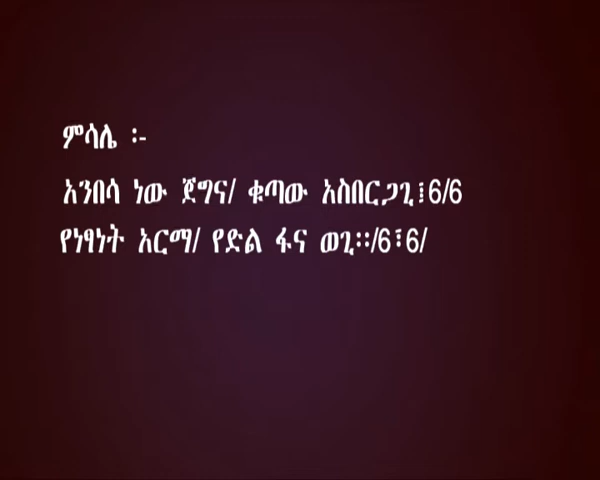 ምሳሌ ፡-
አንበሳ ነው ጀግና/ ቁጣው አስበርጋጊ፤6/6
የነፃነት አርማ/ የድል ፋና ወጊ፡፡/6፣6/